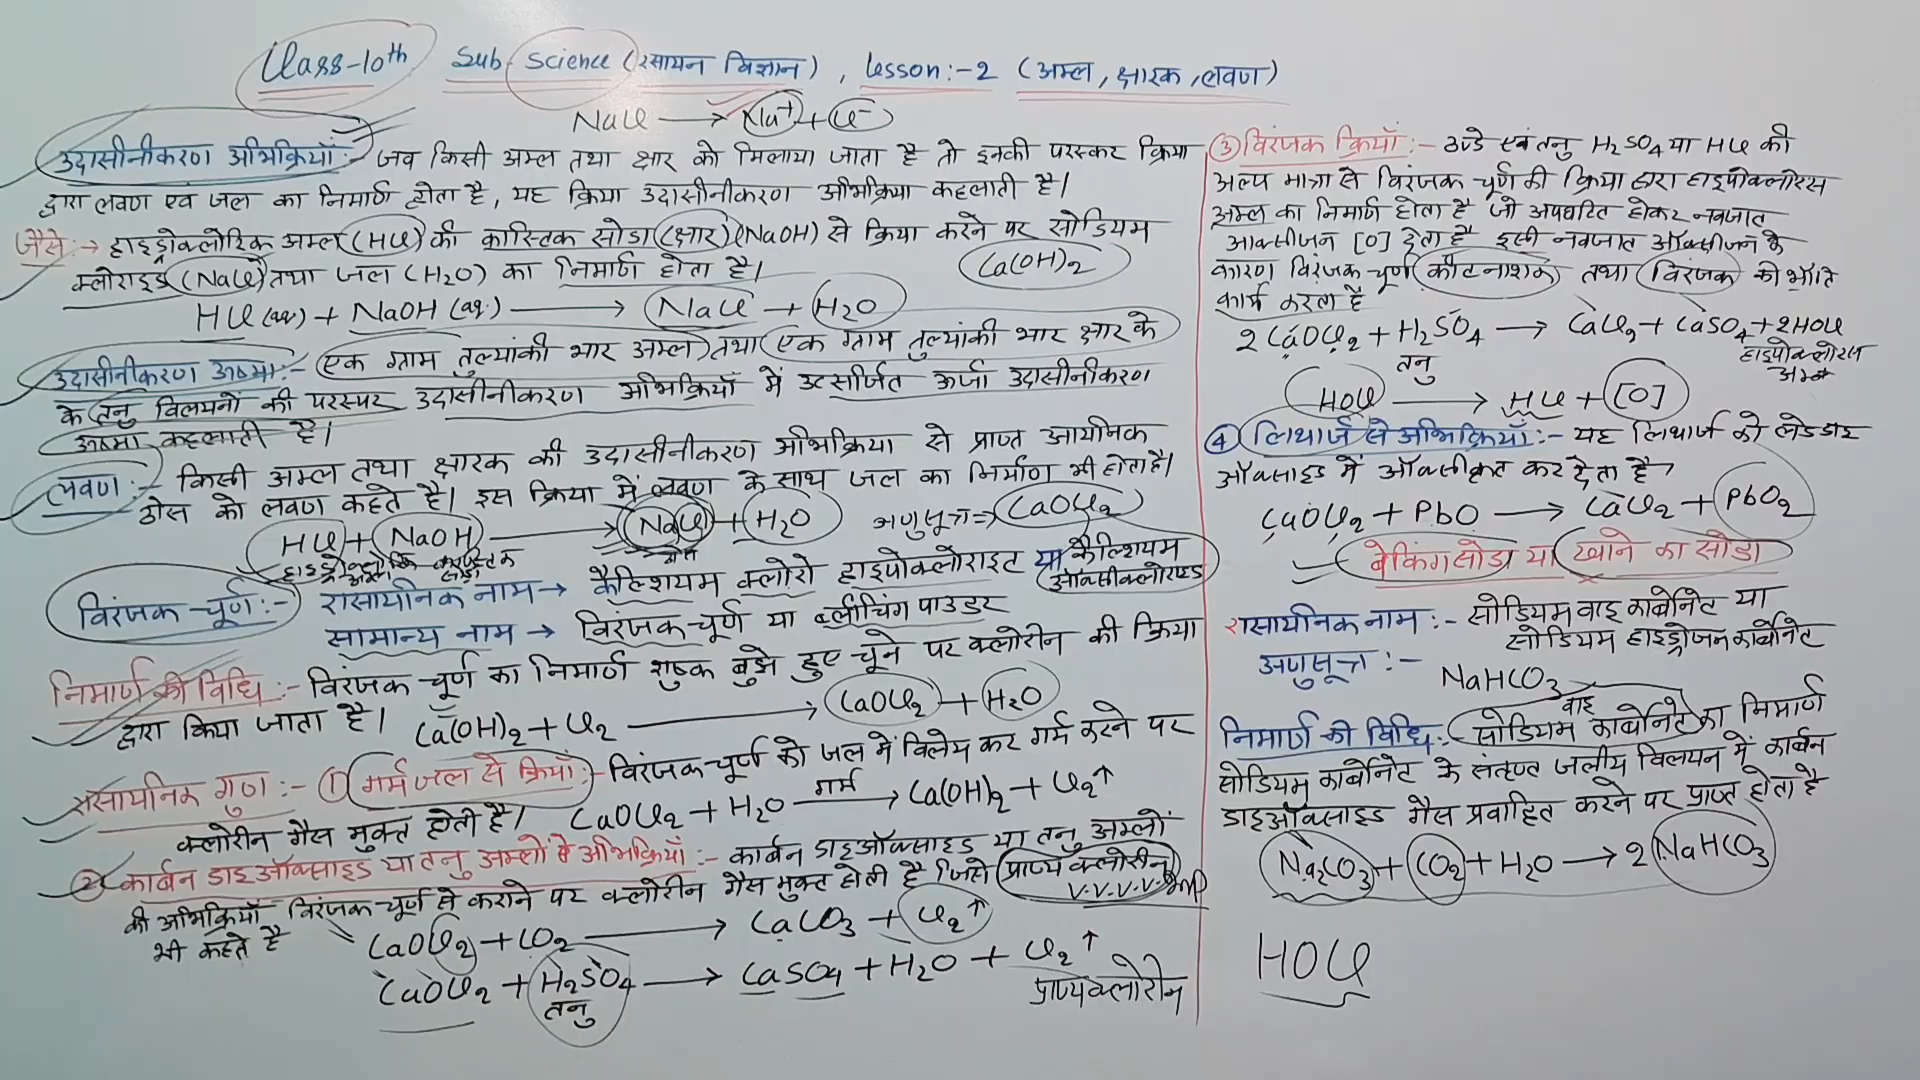 Class-10th Sub-Science (रसायन विज्ञान), Lesson:-2 (अम्ल, क्षारक, लवण)
NaCl → Na⁺ + Cl⁻
उदासीनीकरण अभिक्रियाँ:- जब किसी अम्ल तथा क्षार को मिलाया जाता है तो इनकी परस्कर क्रिया
द्वारा लवण एवं जल का निर्माण होता है, यह क्रिया उदासीनीकरण अभिक्रिया कहलाती है।
जैसे:→ हाइड्रोक्लोरिक अम्ल (HCl) की कास्तिक सोडा (क्षार) (NaOH) से क्रिया करने पर सोडियम
क्लोराइड (NaCl) तथा जल (H₂O) का निर्माण होता है।
Ca(OH)₂
HCl(aq) + NaOH (aq.) → NaCl + H₂O
उदासीनीकरण ऊष्मा:- एक ग्राम तुल्यांकी भार अम्ल तथा एक ग्राम तुल्यांकी भार क्षार के
के तनु विलयनों की परस्पर उदासीनीकरण अभिक्रियाँ में उत्सर्जित ऊर्जा उदासीनीकरण
ऊष्मा कहलाती है।
लवण:- किसी अम्ल तथा क्षारक की उदासीनीकरण अभिक्रिया से प्राप्त आयनिक
ठोस को लवण कहते है। इस क्रिया में लवण के साथ जल का निर्माण भी होता है।
HCl + NaOH → NaCl + H₂O अणुसूत्र ⇒ CaOCl₂
विरंजक-चूर्ण:- रासायनिक नाम → कैल्शियम क्लोरो हाइपोक्लोराइट या कैल्शियम
ऑक्सीक्लोराइड
सामान्य नाम → विरंजक-चूर्ण या ब्लीचिंग पाउडर
निमार्ण की विधि:- विरंजक-चूर्ण का निमार्ण शुष्क बुझे हुए चूने पर क्लोरीन की क्रिया
द्वारा किया जाता है। Ca(OH)₂ + Cl₂ → CaOCl₂ + H₂O
रासायनिक गुण:- ① गर्म जल से क्रिया:- विरंजक-चूर्ण को जल में विलेय कर गर्म करने पर
क्लोरीन गैस मुक्त होती है। CaOCl₂ + H₂O गर्म → Ca(OH)₂ + Cl₂↑
② कार्बन डाइऑक्साइड या तनु अम्लों से अभिक्रियाँ:- कार्बन डाइऑक्साइड या तनु अम्लों
की अभिक्रियाँ विरंजक-चूर्ण से कराने पर क्लोरीन गैस मुक्त होती है जिसे प्राप्य क्लोरीन
भी कहते है V.V.V.V.Imp
CaOCl₂ + CO₂ → CaCO₃ + Cl₂↑
CaOCl₂ + H₂SO₄ → CaSO₄ + H₂O + Cl₂↑
तनु प्राप्य क्लोरीन
③ विरंजक क्रियाँ:- ठण्डे एवं तनु H₂SO₄ या HCl की
अल्प मात्रा से विरंजक चूर्ण की क्रिया द्वारा हाइपोक्लोरस
अम्ल का निमार्ण होता है जो अपघटित होकर नवजात
आक्सीजन [O] देता है इसी नवजात ऑक्सीजन के
कारण विरंजक-चूर्ण कीटनाशक तथा विरंजक की भाँति
कार्य करता है
2CaOCl₂ + H₂SO₄ → CaCl₂ + CaSO₄ + 2HOCl
तनु हाइपोक्लोरस
अम्ल
HOCl → HCl + [O]
④ लिथार्ज से अभिक्रियाँ:- यह लिथार्ज को लेडडाइ
ऑक्साइड में ऑक्सीकृत कर देता है,
CaOCl₂ + PbO → CaCl₂ + PbO₂
बेकिंग सोडा या खाने का सोडा
रासायनिक नाम:- सोडियम वाइ कार्बोनेट या
सोडियम हाइड्रोजन कार्बोनेट
अणुसूत्र:-
NaHCO₃
वाइ
निमार्ण की विधि:- सोडियम कार्बोनेट का निमार्ण
सोडियम कार्बोनेट के संतृप्त जलीय विलयन में कार्बन
डाइऑक्साइड गैस प्रवाहित करने पर प्राप्त होता है
Na₂CO₃ + CO₂ + H₂O → 2NaHCO₃
HOCl